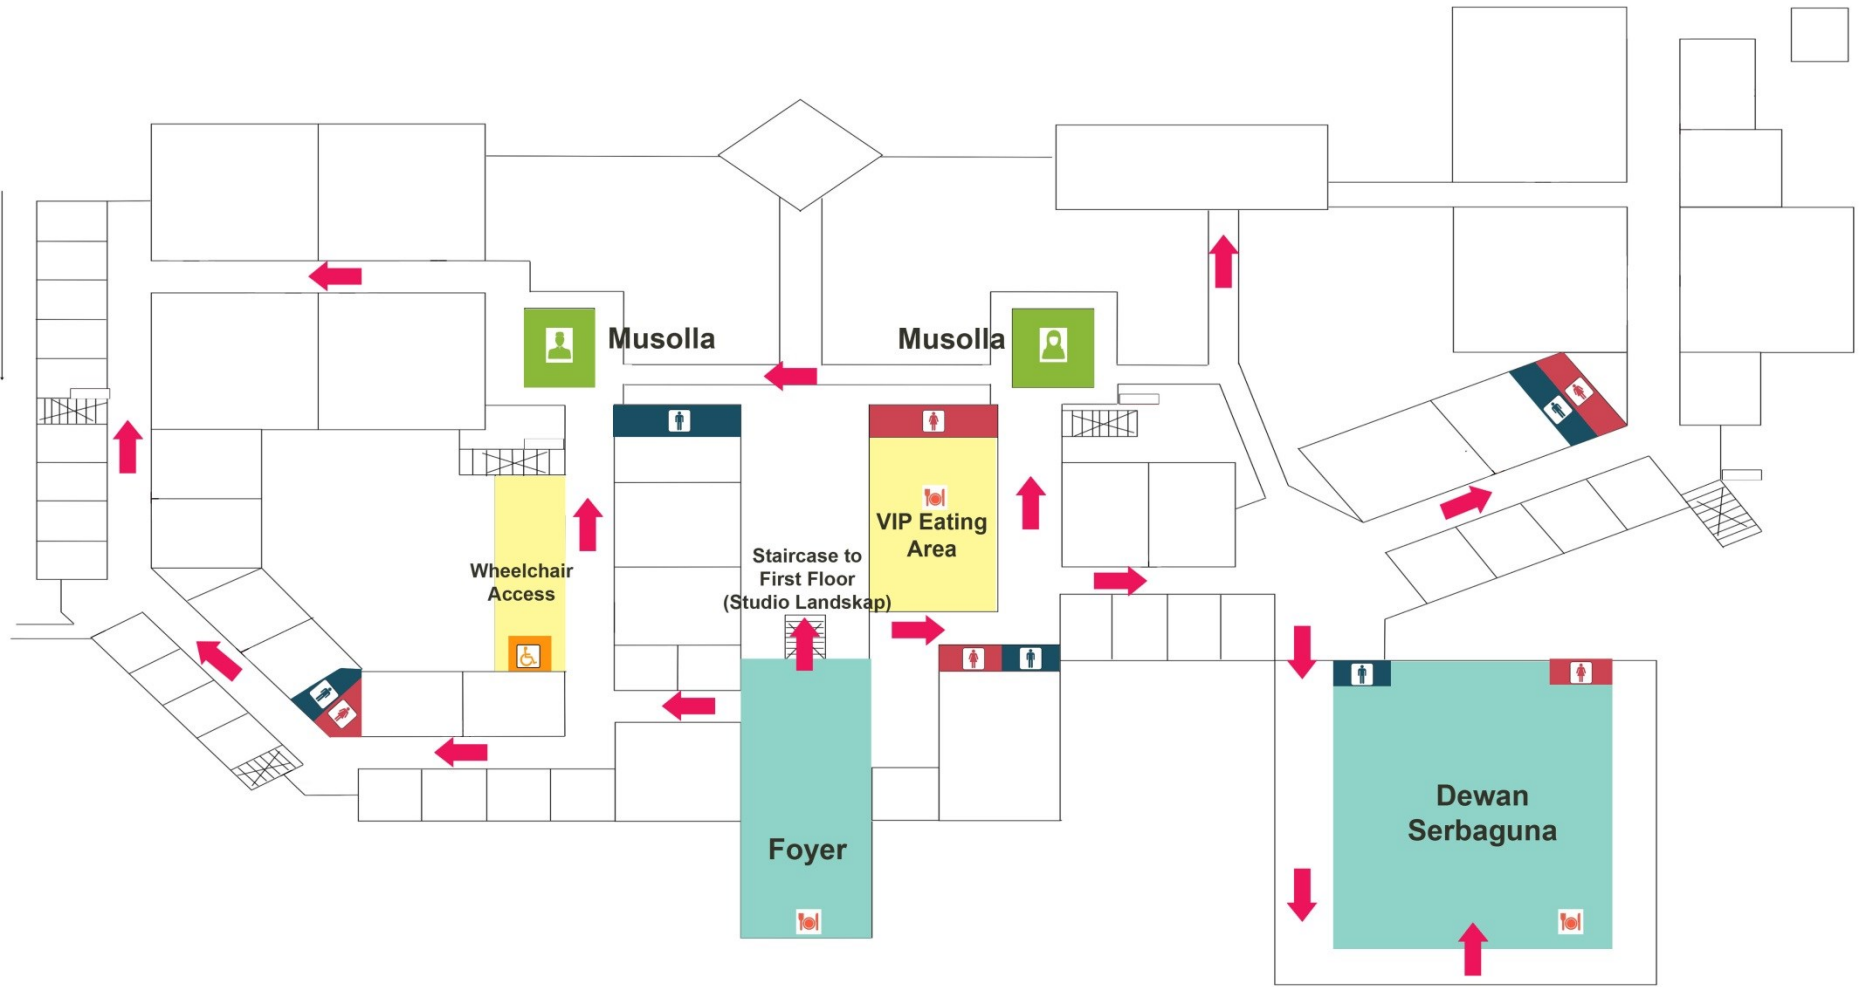 Musolla
Musolla
VIP Eating
Area
Staircase to
First Floor
(Studio Landskap)
Wheelchair
Access
Dewan
Serbaguna
Foyer